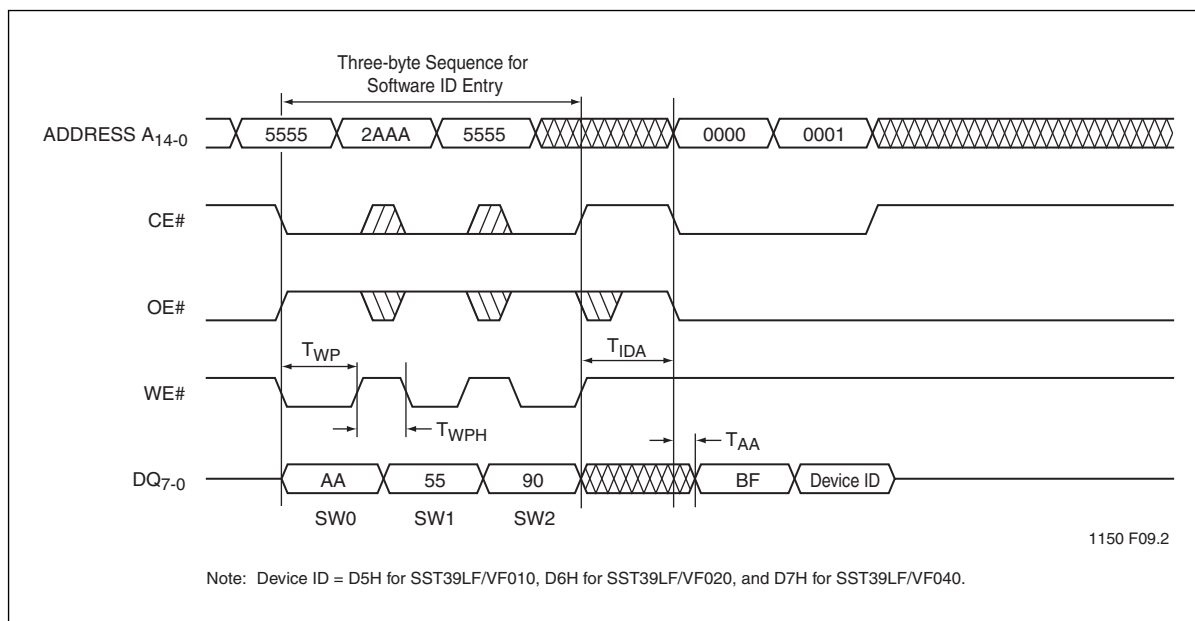 Three-byte Sequence for
Software ID Entry
ADDRESS A14-0
5555
2AAA
5555
0000
0001
CE#
OE#
TWP
TIDA
WE#
TWPH
TAA
DQ7-0
AA
55
90
BF
Device ID
SW0
SW1
SW2
1150 F09.2
Note: Device ID = D5H for SST39LF/VF010, D6H for SST39LF/VF020, and D7H for SST39LF/VF040.